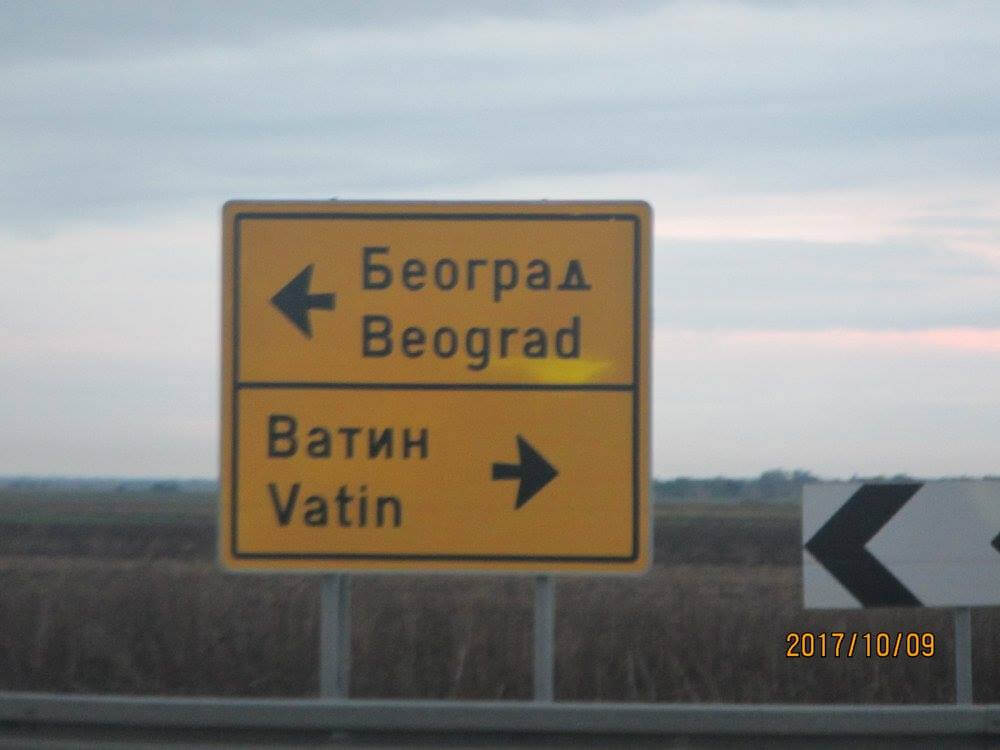 Београд
Beograd
Ватин
Vatin
2017/10/09